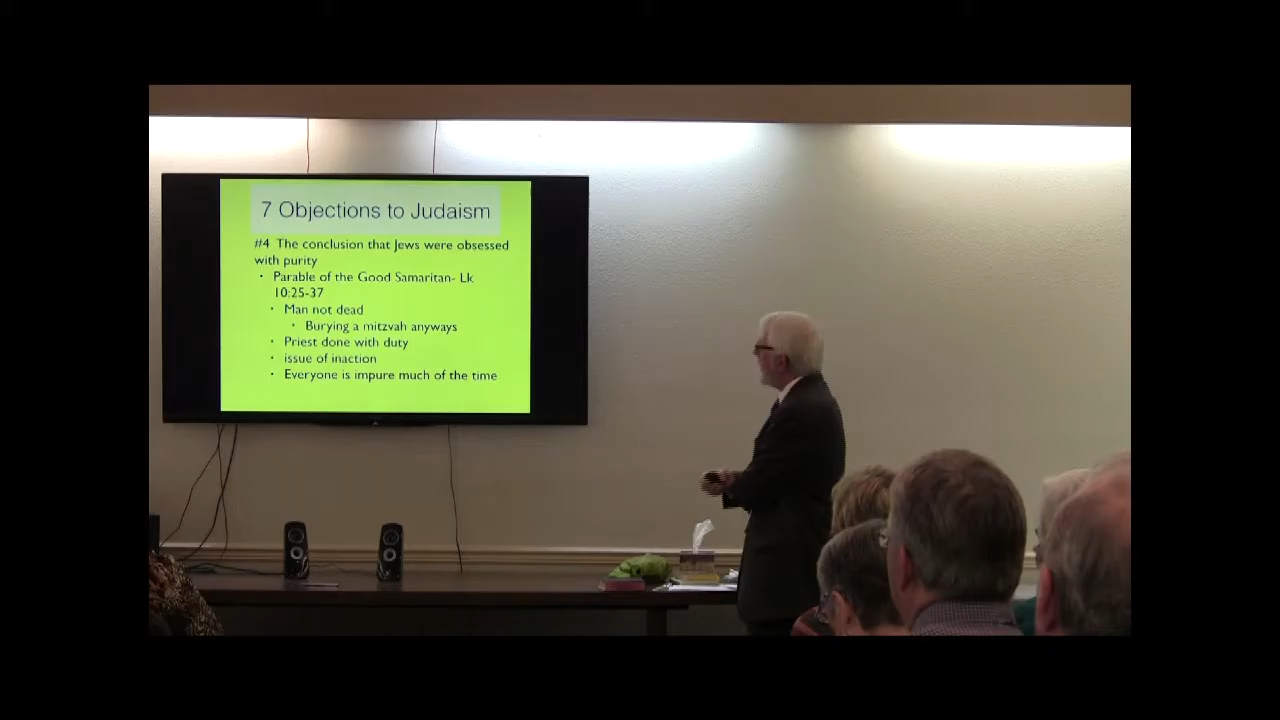 7 Objections to Judaism
#4 The conclusion that Jews were obsessed
with purity
• Parable of the Good Samaritan- Lk
10:25-37
• Man not dead
• Burying a mitzvah anyways
• Priest done with duty
• issue of inaction
• Everyone is impure much of the time